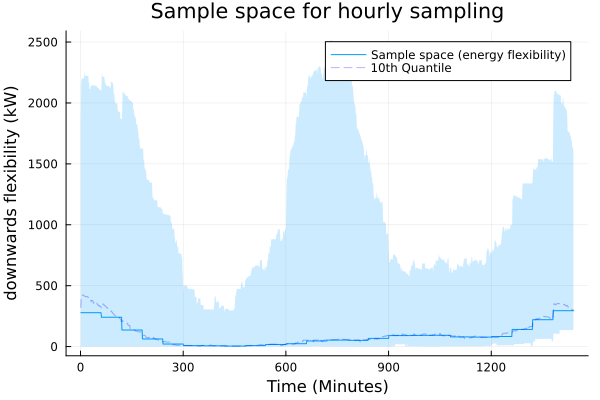 Sample space for hourly sampling
2500
2000
1500
1000
500
0
downwards flexibility (kW)
Sample space (energy flexibility)
10th Quantile
0
300
600
900
1200
Time (Minutes)